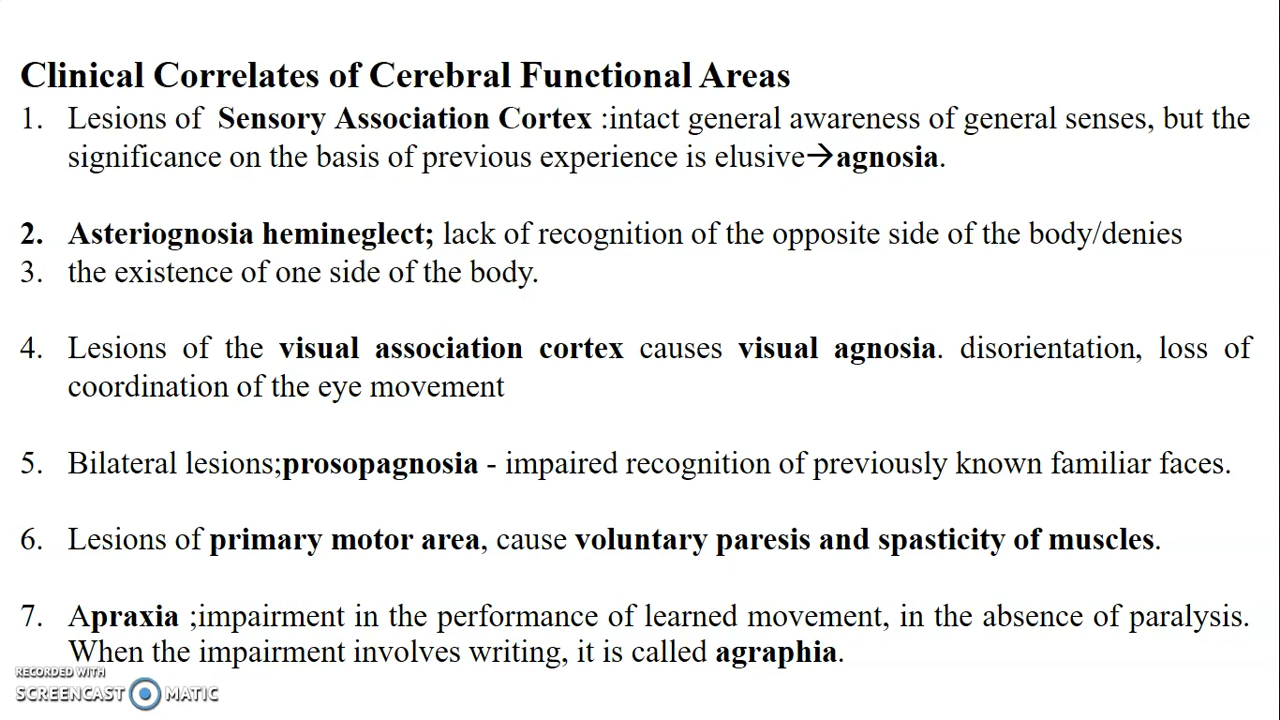 Clinical Correlates of Cerebral Functional Areas
1. Lesions of Sensory Association Cortex :intact general awareness of general senses, but the
significance on the basis of previous experience is elusive→agnosia.
2. Asteriognosia hemineglect; lack of recognition of the opposite side of the body/denies
3. the existence of one side of the body.
4. Lesions of the visual association cortex causes visual agnosia. disorientation, loss of
coordination of the eye movement
5. Bilateral lesions;prosopagnosia - impaired recognition of previously known familiar faces.
6. Lesions of primary motor area, cause voluntary paresis and spasticity of muscles.
7. Apraxia ;impairment in the performance of learned movement, in the absence of paralysis.
When the impairment involves writing, it is called agraphia.
RECORDED WITH
SCREENCAST MATIC